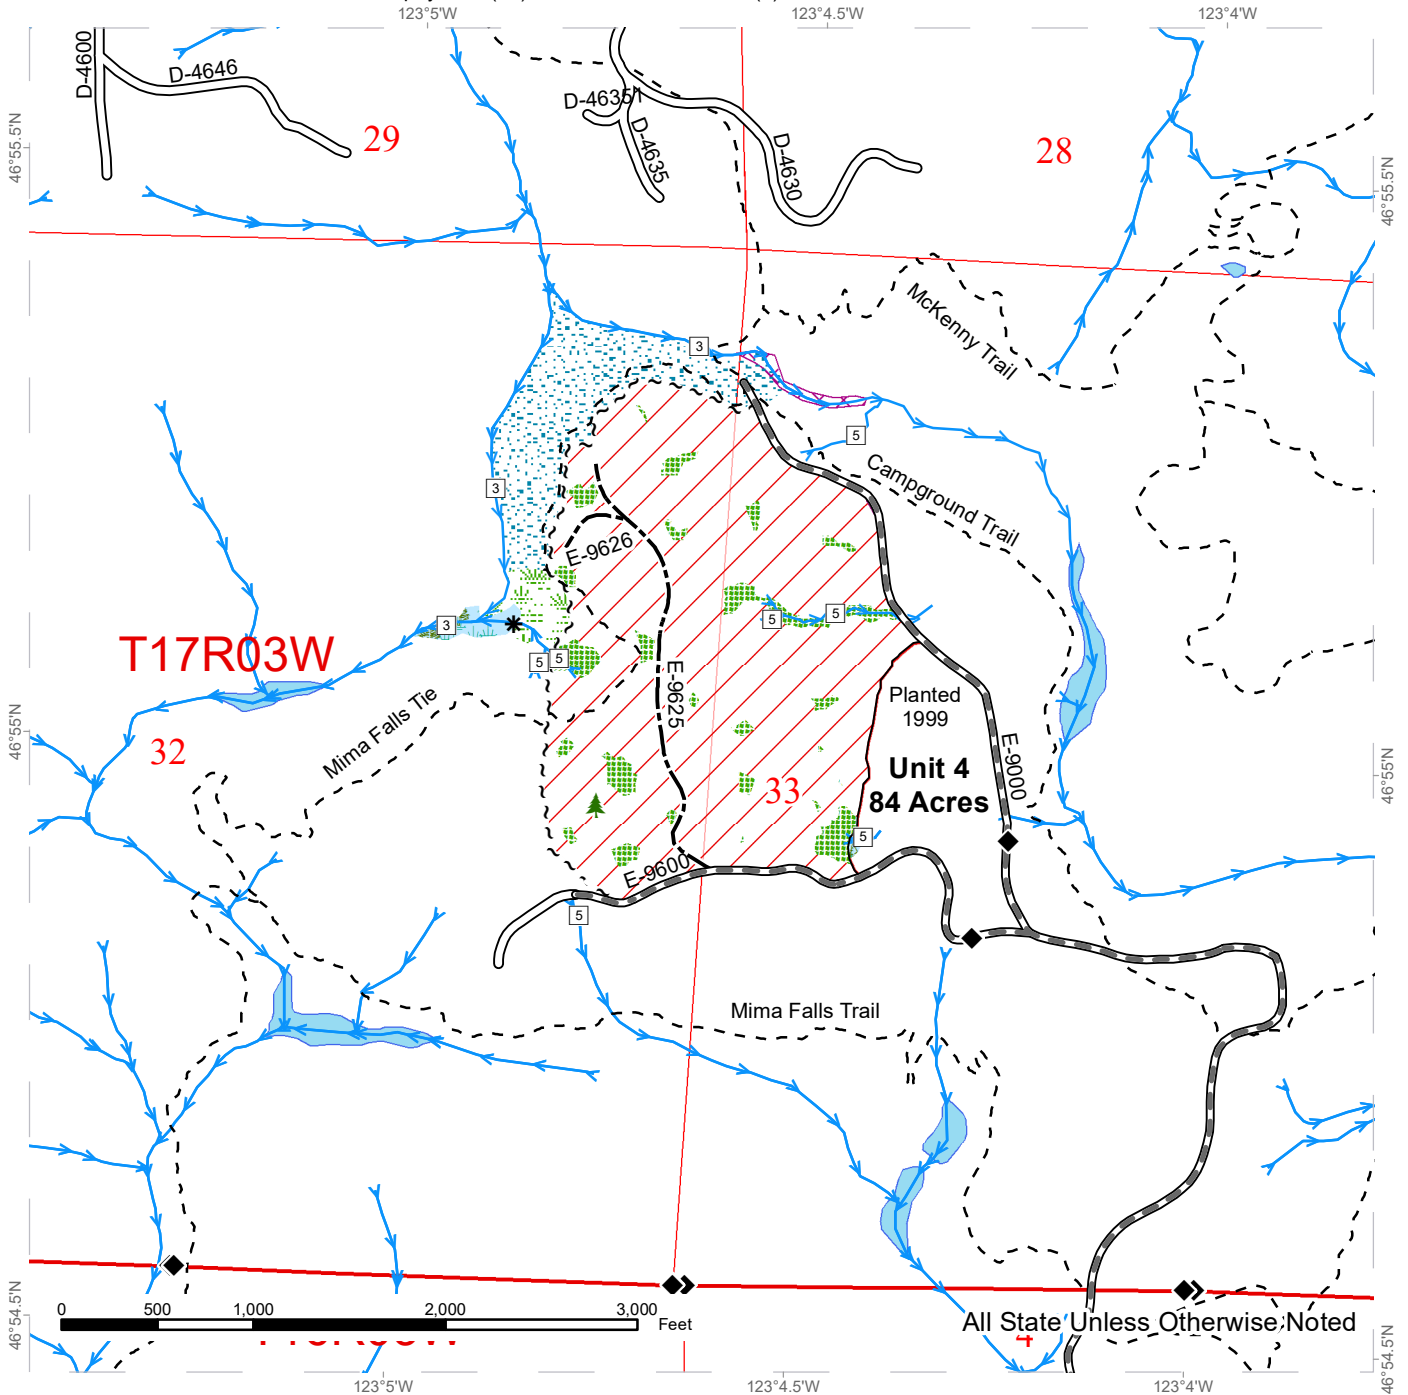 123°5'W
123°4.5'W
123°4'W
D-4600
D-4646
D-46351
D-4635
D-4630
29
28
46°55.5'N
46°55.5'N
McKenny Trail
3
5
Campground Trail
3
E-9626
5
5
3
5
5
T17R03W
E-9625
Planted
1999
Mima Falls Tie
32
46°55'N
46°55'N
E-9000
Unit 4
84 Acres
33
5
E-9600
5
Mima Falls Trail
0
500
1,000
2,000
3,000
Feet
All State Unless Otherwise Noted
4
46°54.5'N
46°54.5'N
123°5'W
123°4.5'W
123°4'W